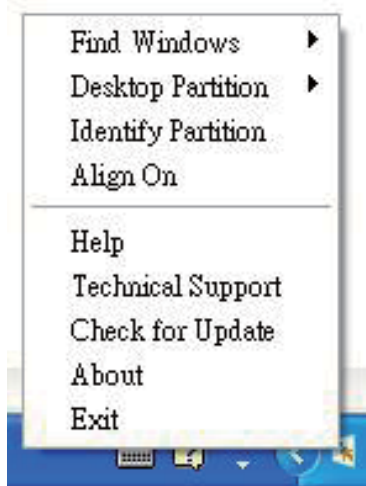 Find Windows
Desktop Partition
Identify Partition
Align On
Help
Technical Support
Check for Update
About
Exit